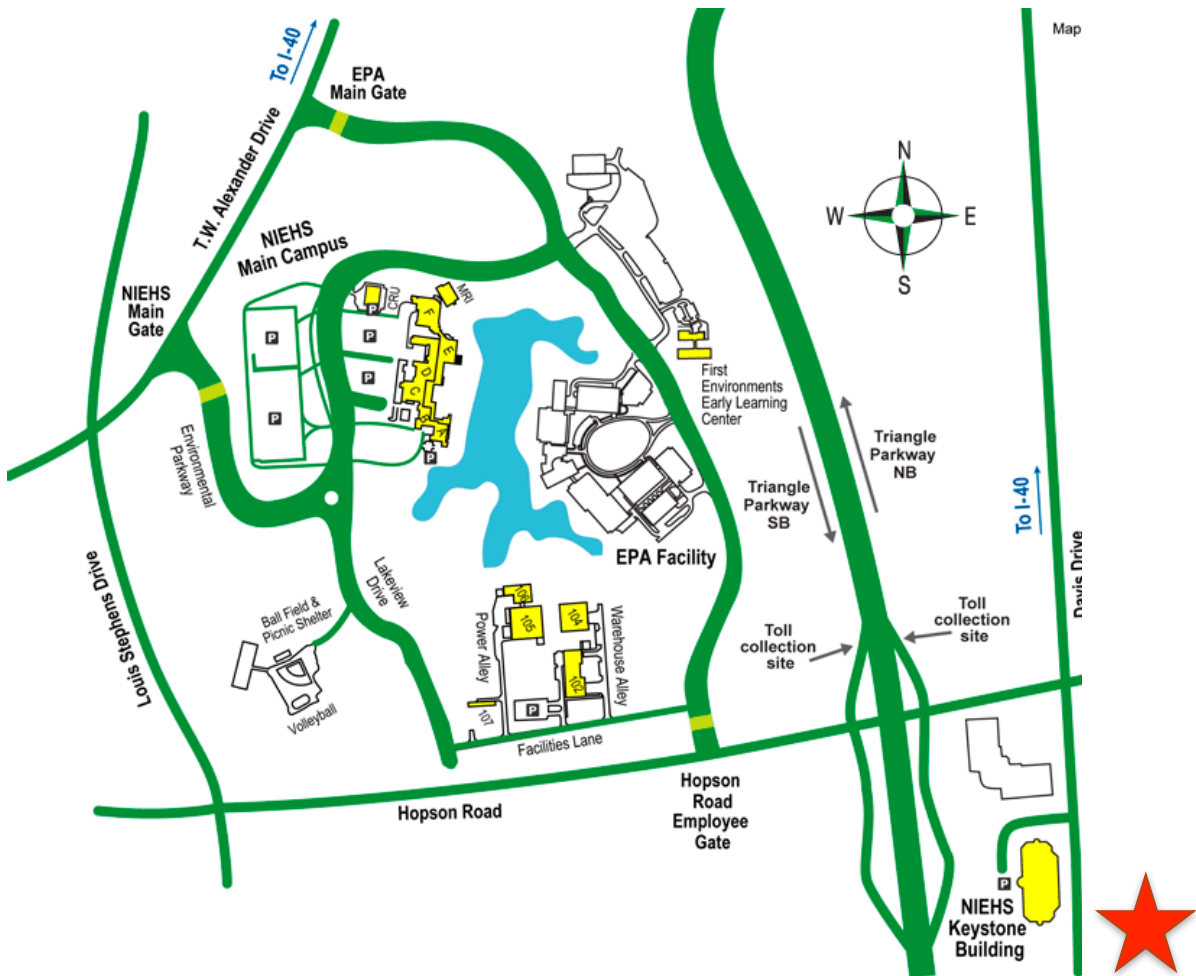 Map
To I-40
EPA
Main Gate
T.W. Alexander Drive
N
W
E
S
NIEHS
Main Campus
NIEHS
Main
Gate
CRU
MRI
P
P
P
P
P
P
F
E
D
C
B
A
First
Environments
Early Learning
Center
Environmental
Parkway
Triangle
Parkway
NB
Triangle
Parkway
SB
To I-40
Davis Drive
EPA Facility
Louis Stephens Drive
Lakeview
Drive
Ball Field &
Picnic Shelter
Volleyball
Power Alley
106
105
104
102
107
P
Warehouse Alley
Facilities Lane
Toll
collection
site
Toll
collection
site
Hopson Road
Hopson
Road
Employee
Gate
P
NIEHS
Keystone
Building